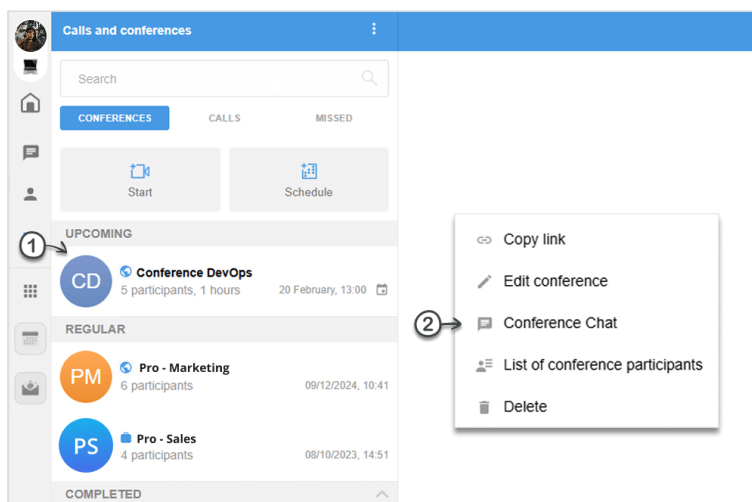 Calls and conferences
Search
CONFERENCES CALLS MISSED
Start Schedule
UPCOMING
1
CD Conference DevOps
5 participants, 1 hours 20 February, 13:00
REGULAR
PM Pro - Marketing
6 participants 09/12/2024, 10:41
PS Pro - Sales
4 participants 08/10/2023, 14:51
COMPLETED
Copy link
Edit conference
2 Conference Chat
List of conference participants
Delete